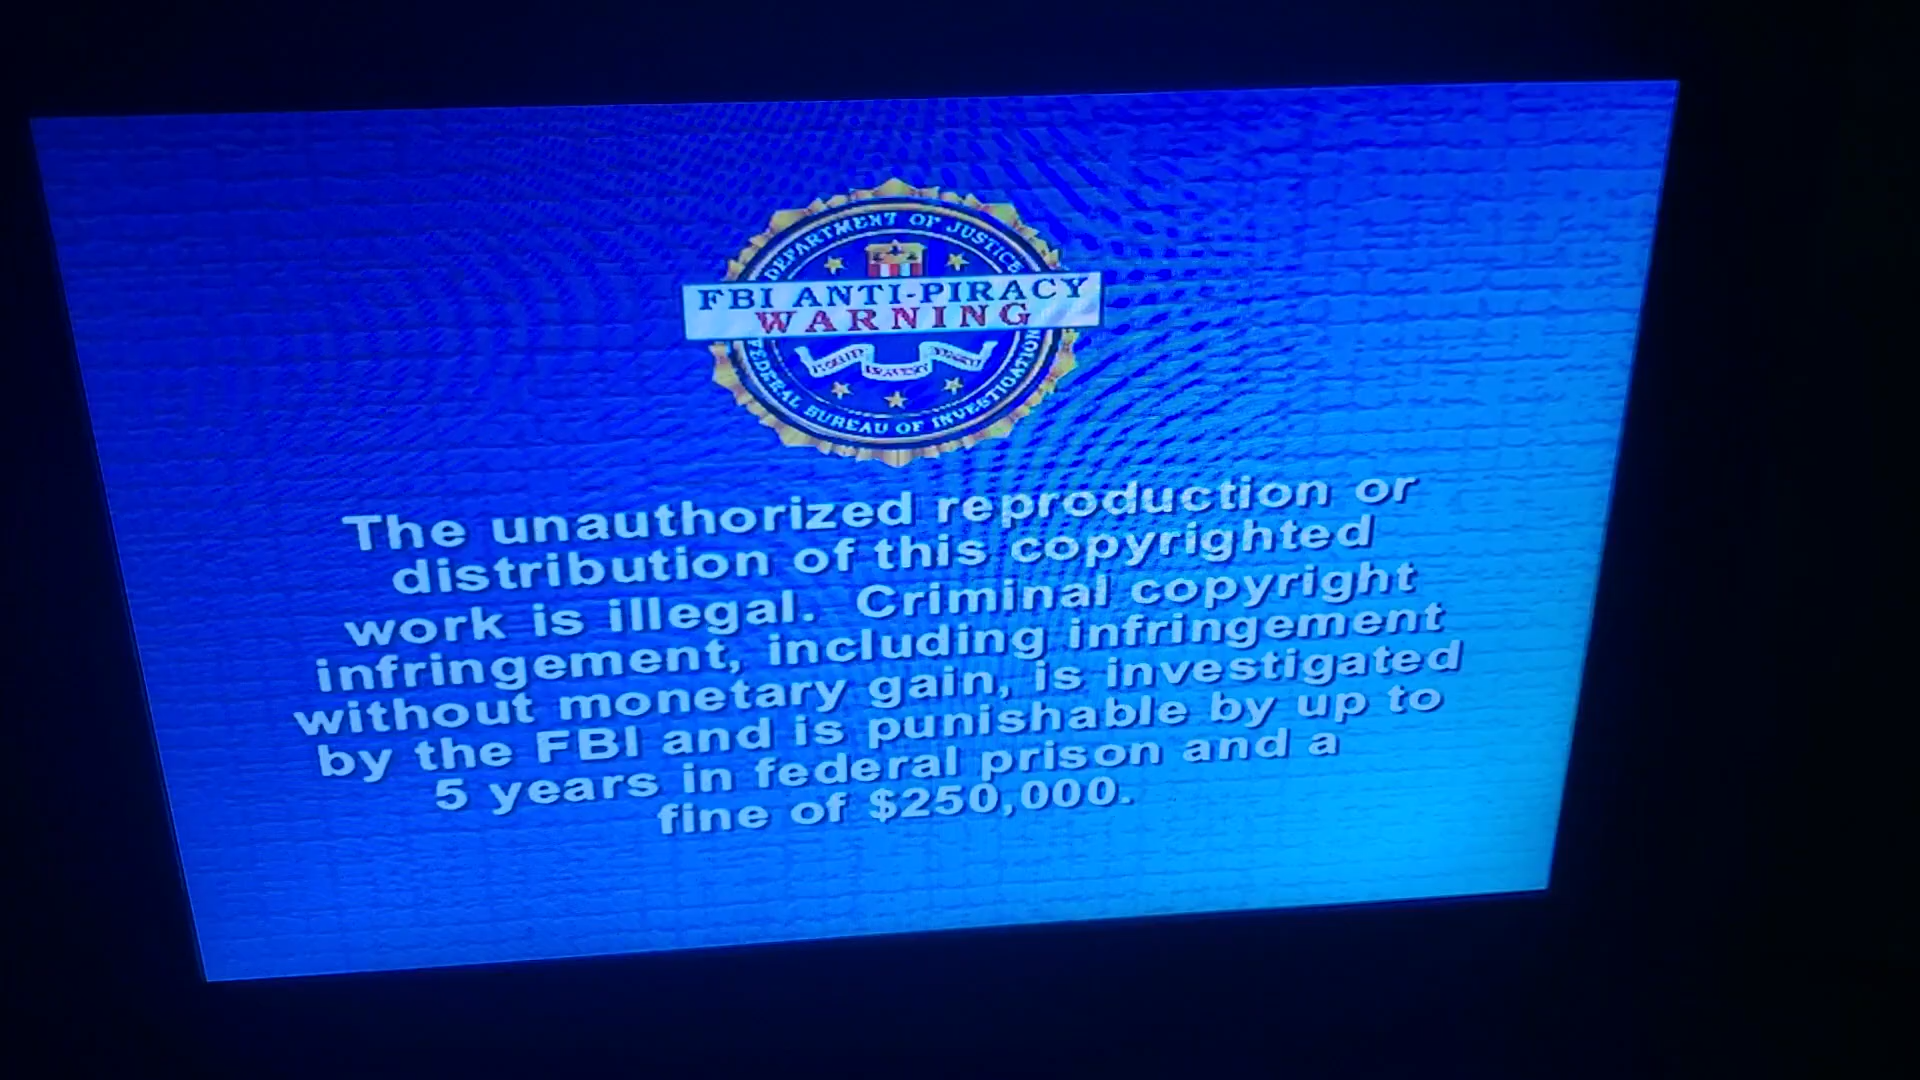 DEPARTMENT OF JUSTICE
FBI ANTI-PIRACY
WARNING
FIDELITY BRAVERY
FEDERAL BUREAU OF INVESTIGATION
The unauthorized reproduction or
distribution of this copyrighted
work is illegal. Criminal copyright
infringement, including infringement
without monetary gain, is investigated
by the FBI and is punishable by up to
5 years in federal prison and a
fine of $250,000.